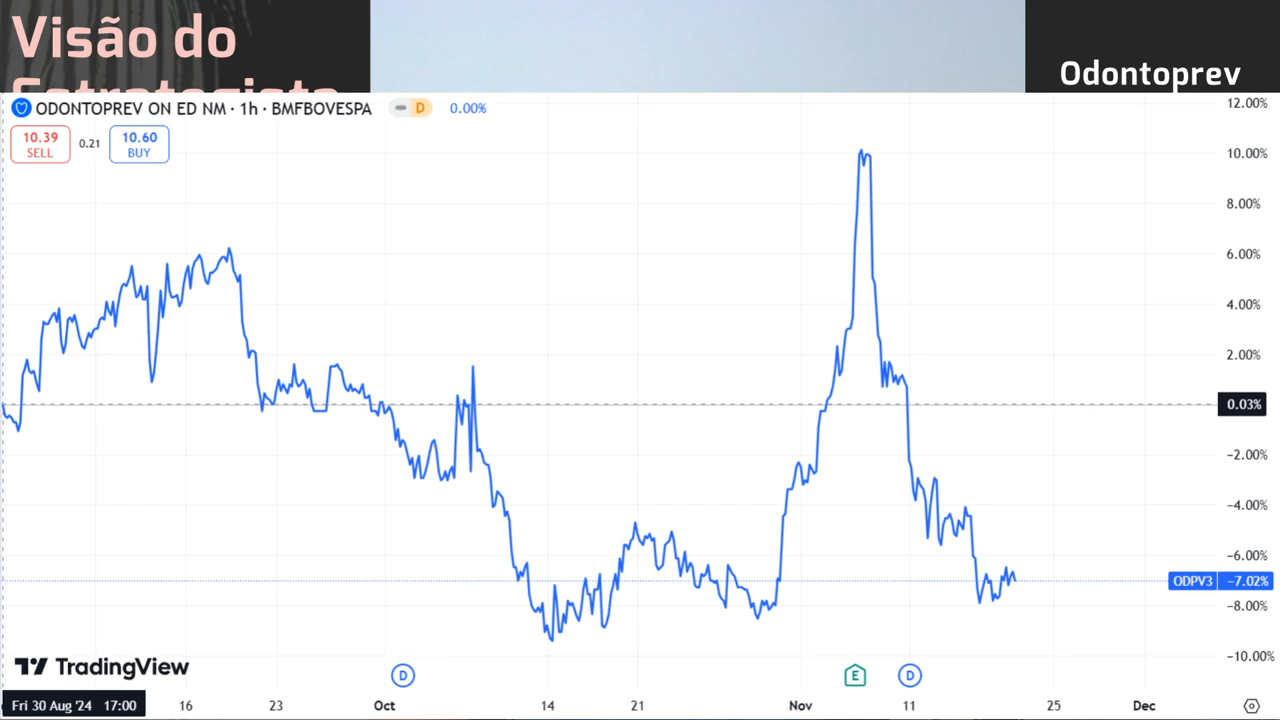 Visão do
Estrategista
Odontoprev
ODONTOPREV ON ED NM · 1h · BMFBOVESPA
D
0.00%
10.39
SELL
0.21
10.60
BUY
12.00%
10.00%
8.00%
6.00%
4.00%
2.00%
0.03%
−2.00%
−4.00%
−6.00%
ODPV3 −7.02%
−8.00%
−10.00%
TradingView
D
E
D
Fri 30 Aug '24 17:00
16
23
Oct
14
21
Nov
11
25
Dec